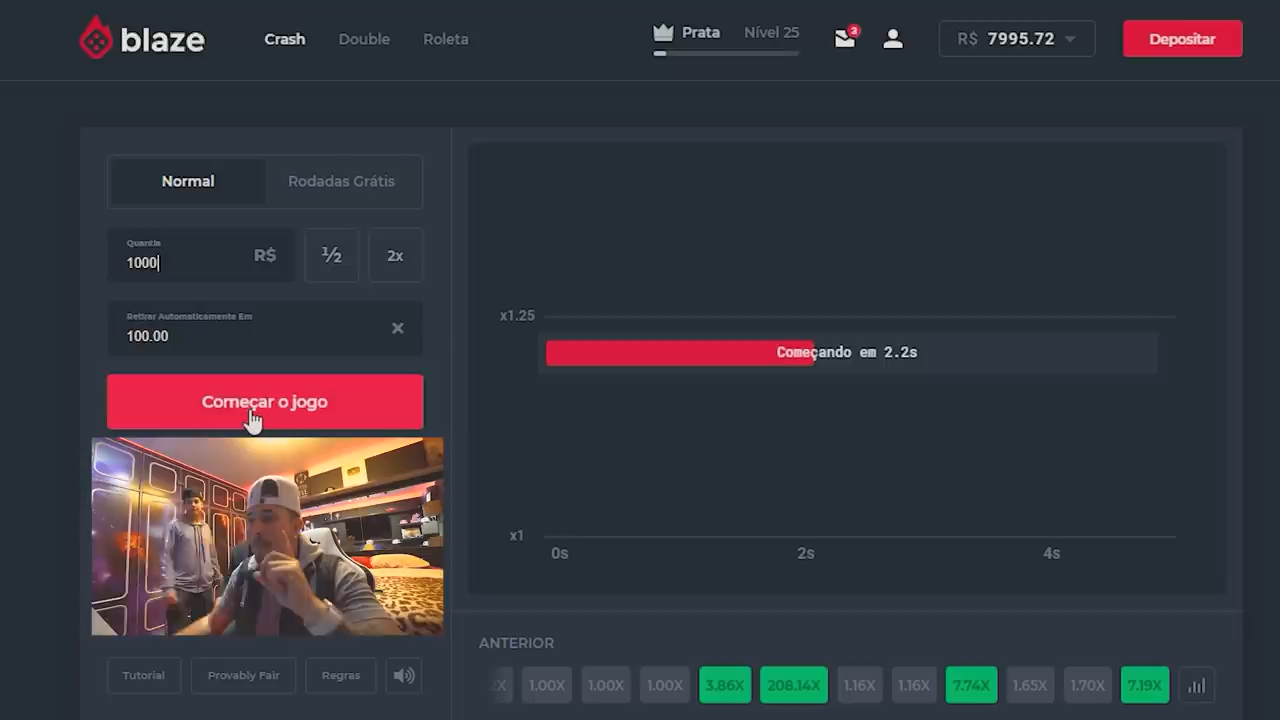 blaze
Crash
Double
Roleta
Prata
Nível 25
3
R$ 7995.72
Depositar
Normal
Rodadas Grátis
Quantia
1000
R$
½
2x
Retirar Automaticamente Em
100.00
Começar o jogo
x1.25
Começando em 2.2s
x1
0s
2s
4s
Tutorial
Provably Fair
Regras
ANTERIOR
1.00X
1.00X
1.00X
3.86X
208.14X
1.16X
1.16X
7.74X
1.65X
1.70X
7.19X